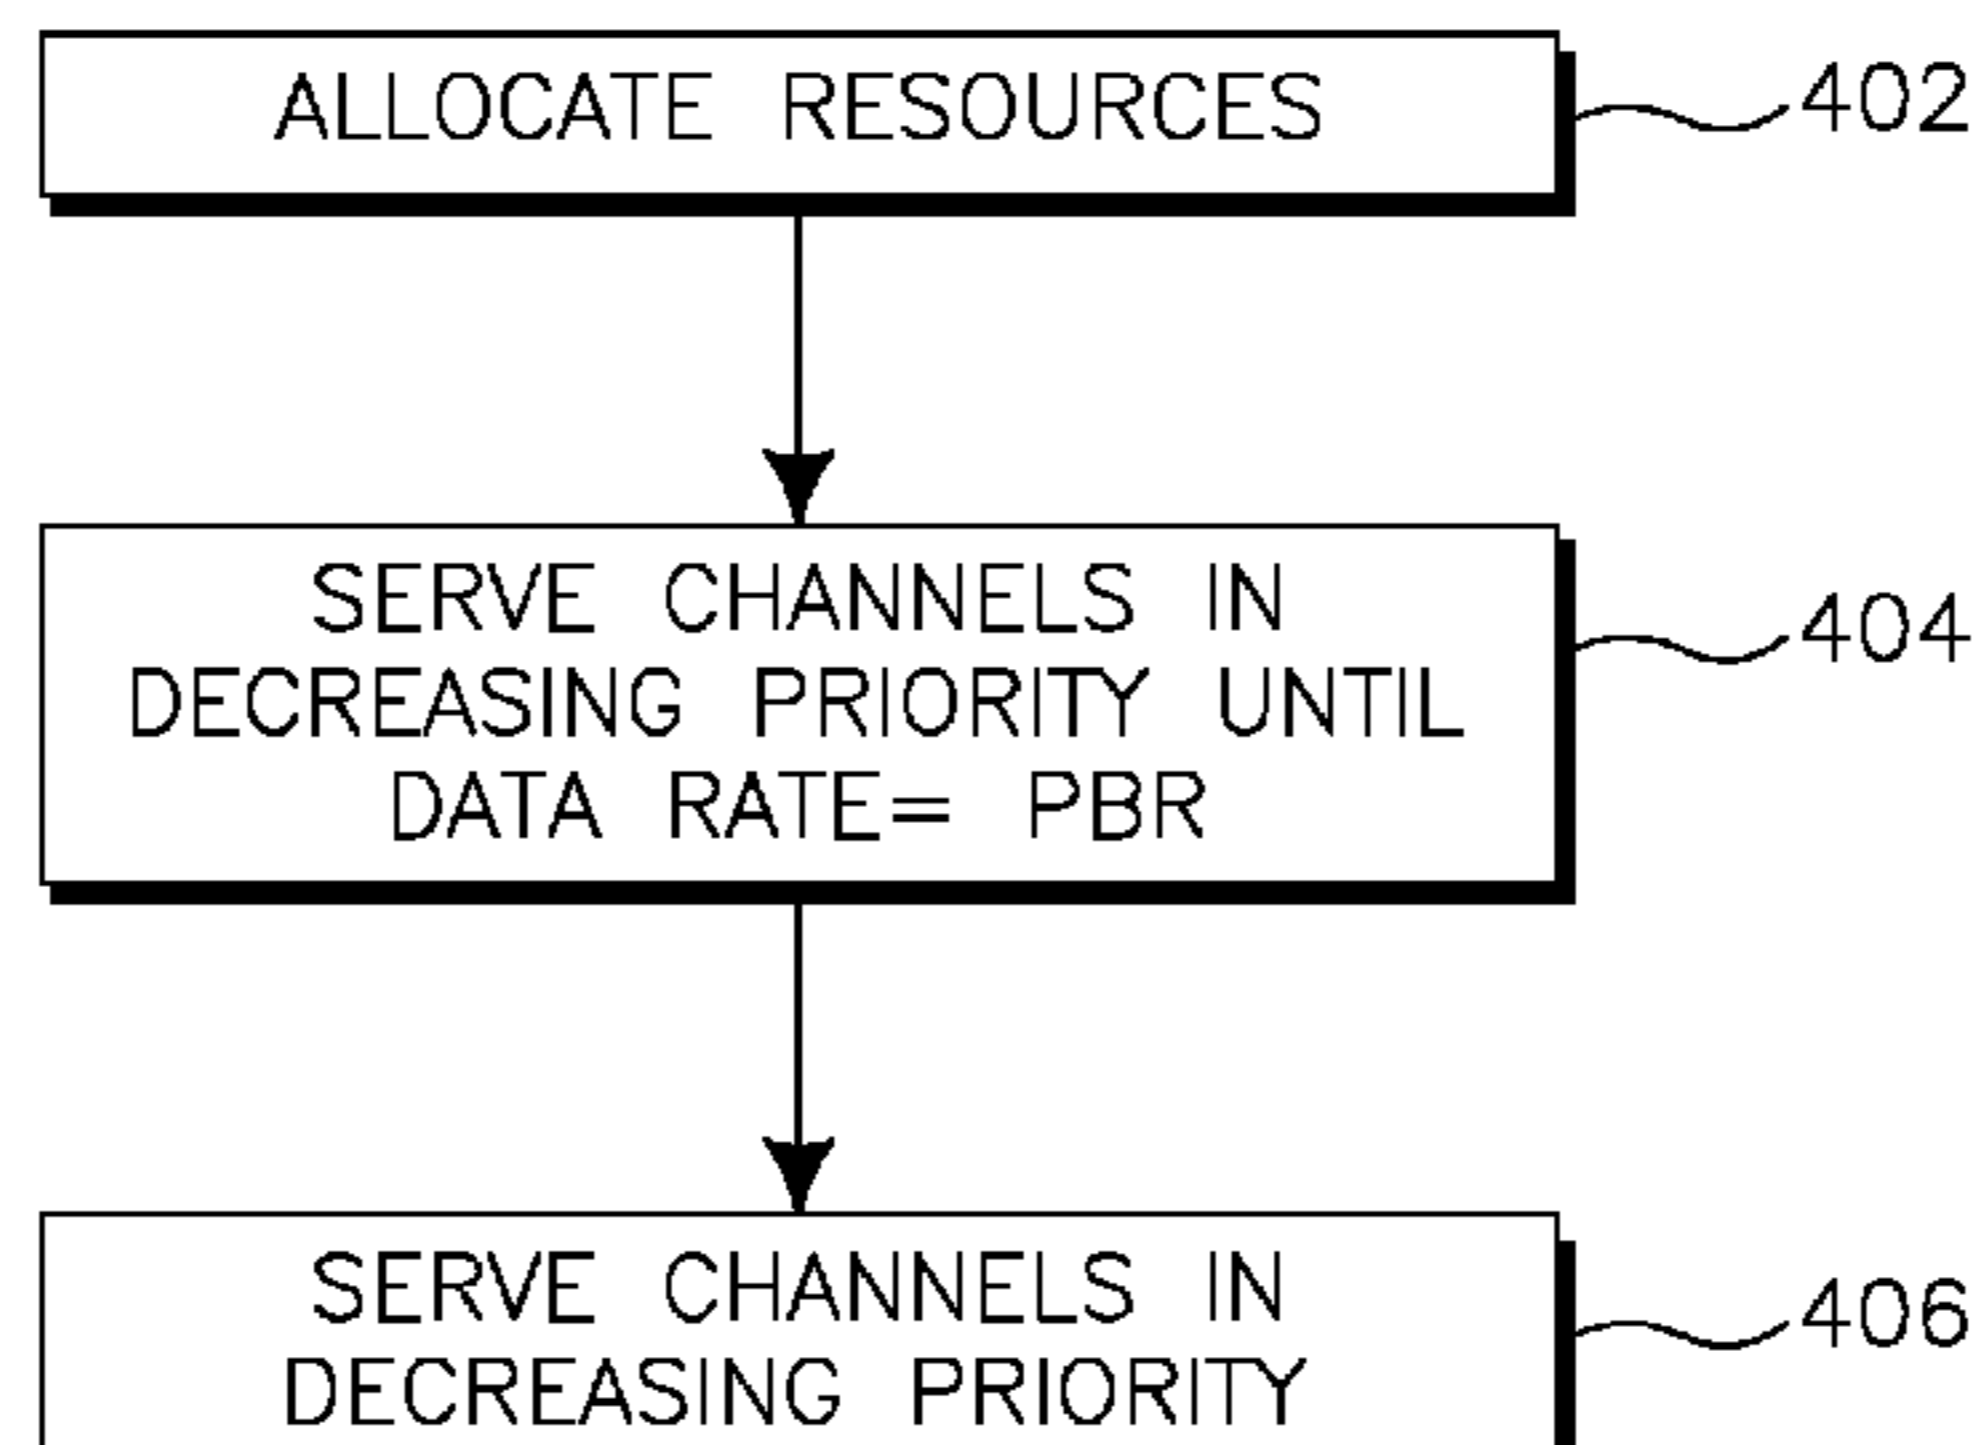 ALLOCATE RESOURCES
402
SERVE CHANNELS IN
DECREASING PRIORITY UNTIL
DATA RATE= PBR
404
SERVE CHANNELS IN
DECREASING PRIORITY
406